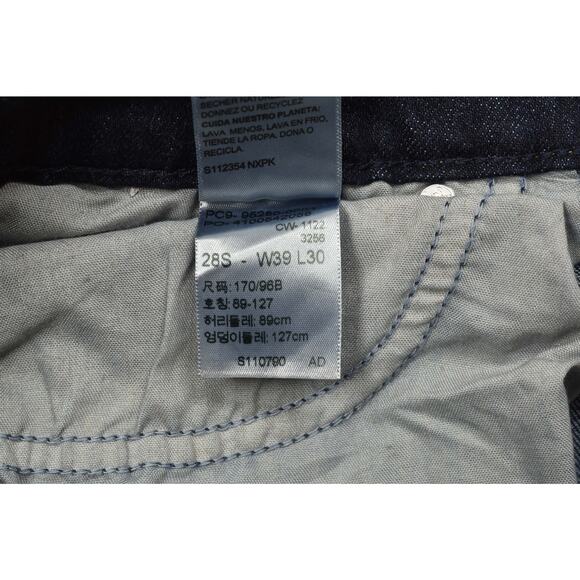 SECHER NATURE
DONNEZ OU RECYCLEZ
CUIDA NUESTRO PLANETA:
LAVA MENOS, LAVA EN FRIO,
TIENDE LA ROPA, DONA O
RECICLA.
S112354 NXPK
CW-1122
3256
28S - W39 L30
尺码: 170/96B
호칭: 89-127
허리둘레: 89cm
엉덩이둘레: 127cm
S110790 AD